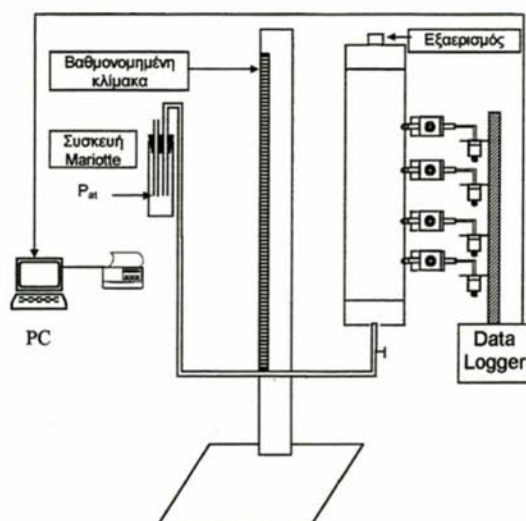 Εξαερισμός
Βαθμονομημένη
κλίμακα
Συσκευή
Mariotte
Pat
PC
Data
Logger